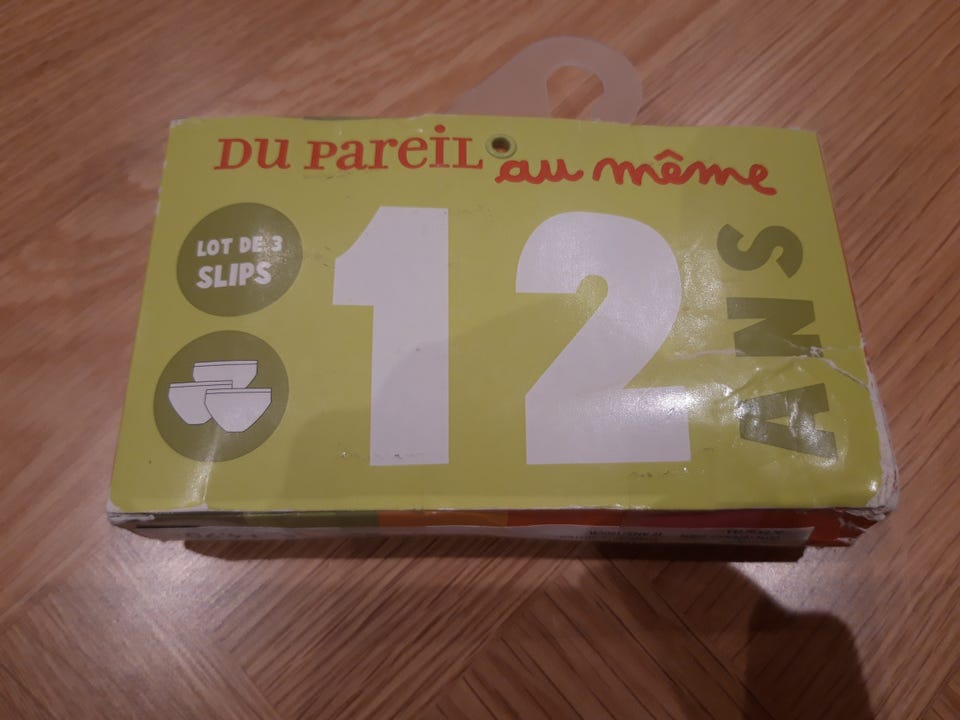 DU PAREIL au même
LOT DE 3
SLIPS
12
ANS